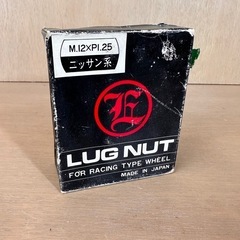 M.12×P1.25
ニッサン系
E
LUG NUT
FOR RACING TYPE WHEEL
MADE IN JAPAN